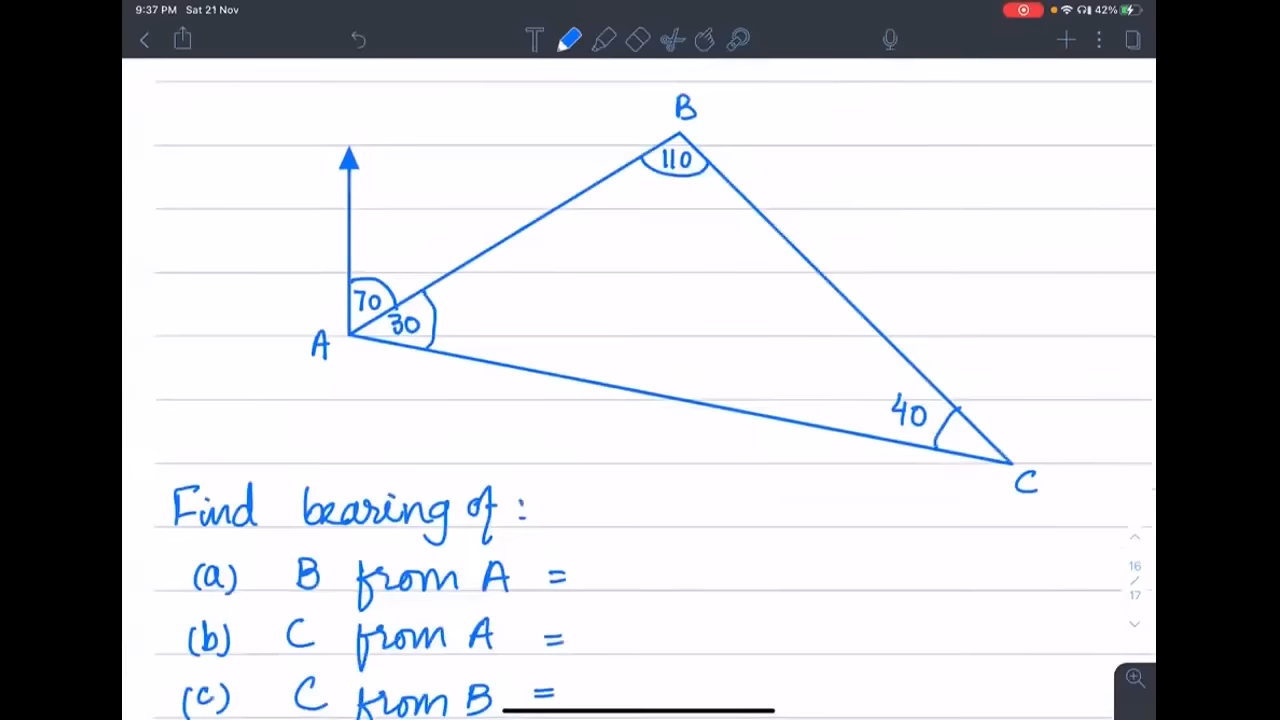 9:37 PM Sat 21 Nov
42%
T
B
110
70
30
A
40
C
Find bearing of :
(a) B from A =
(b) C from A =
(c) C from B =
16
/
17